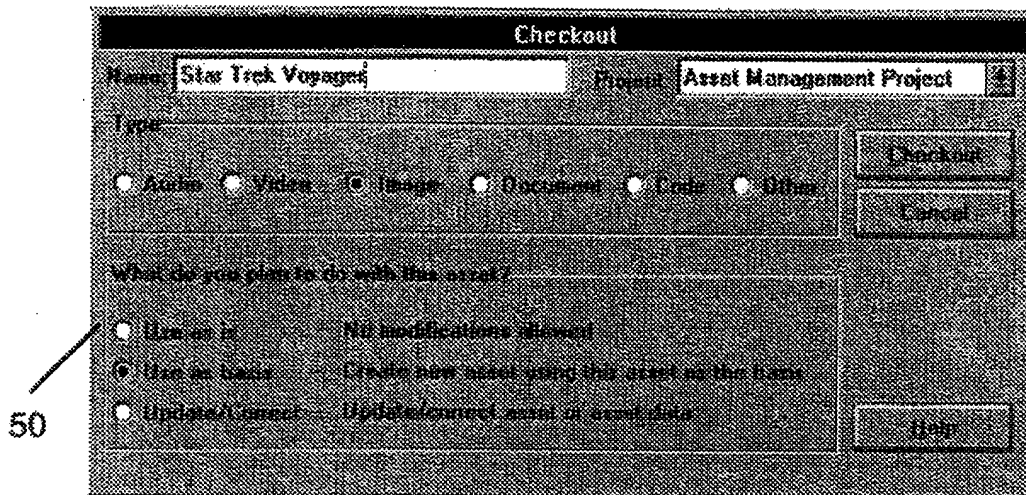 Checkout
Name: Star Trek Voyager Project Asset Management Project
Type
Audio Video Image Document Code Other
Checkout
Cancel
What do you plan to do with this asset?
Use as is - No modifications allowed
Use as basis - Create new asset using this asset as the basis
Update/Correct - Update/correct asset or asset data
Help
50